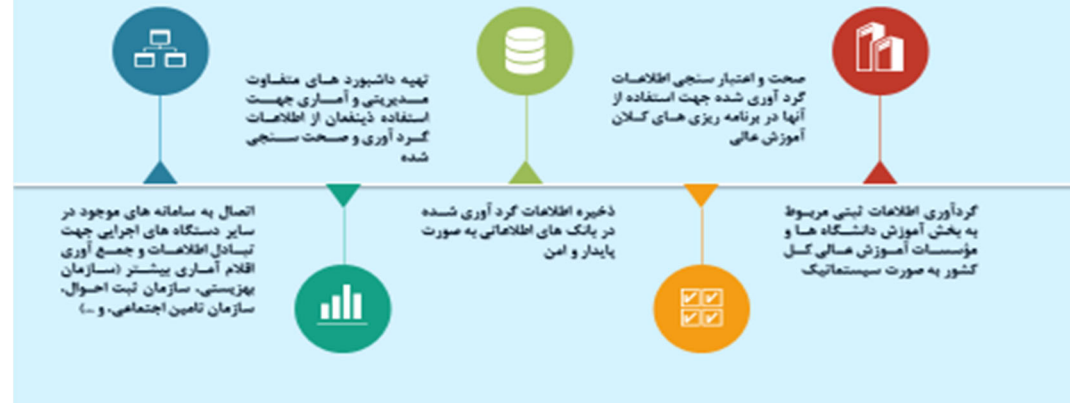 گردآوری اطلاعات ثبتی مربوط
به بخش آموزش دانشگاه ها و
مؤسسات آموزش عالی کل
کشور به صورت سیستماتیک
صحت و اعتبار سنجی اطلاعات
گرد آوری شده جهت استفاده از
آنها در برنامه ریزی های کلان
آموزش عالی
ذخیره اطلاعات گرد آوری شده
در بانک های اطلاعاتی به صورت
پایدار و امن
تهیه داشبورد های متفاوت
مدیریتی و آماری جهت
استفاده ذینفعان از اطلاعات
گرد آوری و صحت سنجی
شده
اتصال به سامانه های موجود در
سایر دستگاه های اجرایی جهت
تبادل اطلاعات و جمع آوری
اقلام آماری بیشتر (سازمان
بهزیستی، سازمان ثبت احوال،
سازمان تامین اجتماعی، و ...)